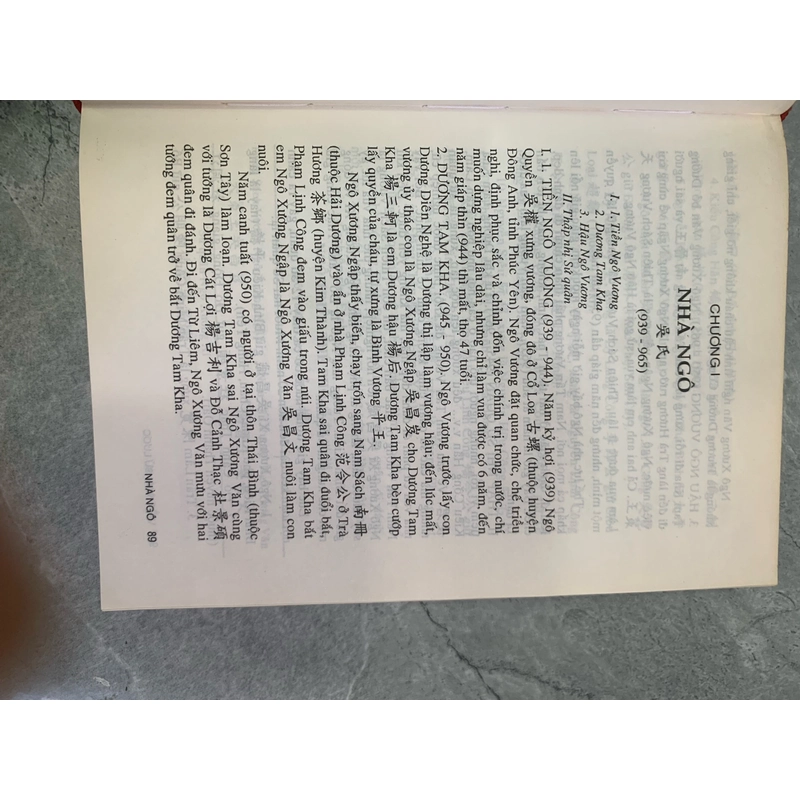 CHƯƠNG I
NHÀ NGÔ
吳 氏
(939 - 965)
I. 1. Tiền Ngô Vương
2. Dương Tam Kha
3. Hậu Ngô Vương
II. Thập nhị Sứ quân
I. 1. TIỀN NGÔ VƯƠNG (939 - 944). Năm kỷ hợi (939) Ngô
Quyền 吳權 xưng vương, đóng đô ở Cổ Loa 古螺 (thuộc huyện
Đông Anh, tỉnh Phúc Yên). Ngô Vương đặt quan chức, chế triều
nghi, định phục sắc và chỉnh đốn việc chính trị trong nước, chí
muốn dựng nghiệp lâu dài, nhưng chỉ làm vua được có 6 năm, đến
năm giáp thìn (944) thì mất, thọ 47 tuổi.
2. DƯƠNG TAM KHA. (945 - 950), Ngô Vương trước lấy con
Dương Diên Nghệ là Dương thị lập làm vương hậu; đến lúc mất,
vương ủy thác con là Ngô Xương Ngập 吳昌岌 cho Dương Tam
Kha 楊三軻 là em Dương hậu 楊后. Dương Tam Kha bèn cướp
lấy quyền của cháu, tự xưng là Bình Vương 平王.
Ngô Xương Ngập thấy biến, chạy trốn sang Nam Sách 南冊
(thuộc Hải Dương) vào ẩn ở nhà Phạm Lịnh Công 范令公 ở Trà
Hương 茶鄉 (huyện Kim Thành). Tam Kha sai quân đi đuổi bắt,
Phạm Lịnh Công đem vào giấu trong núi. Dương Tam Kha bắt
em Ngô Xương Ngập là Ngô Xương Văn 吳昌文 nuôi làm con
nuôi.
Năm canh tuất (950) có người ở tại thôn Thái Bình (thuộc
Sơn Tây) làm loạn. Dương Tam Kha sai Ngô Xương Văn cùng
với tướng là Dương Cát Lợi 楊吉利 và Đỗ Cảnh Thạc 杜景碩
đem quân đi đánh. Đi đến Từ Liêm, Ngô Xương Văn mưu với hai
tướng đem quân trở về bắt Dương Tam Kha.
NHÀ NGÔ 89